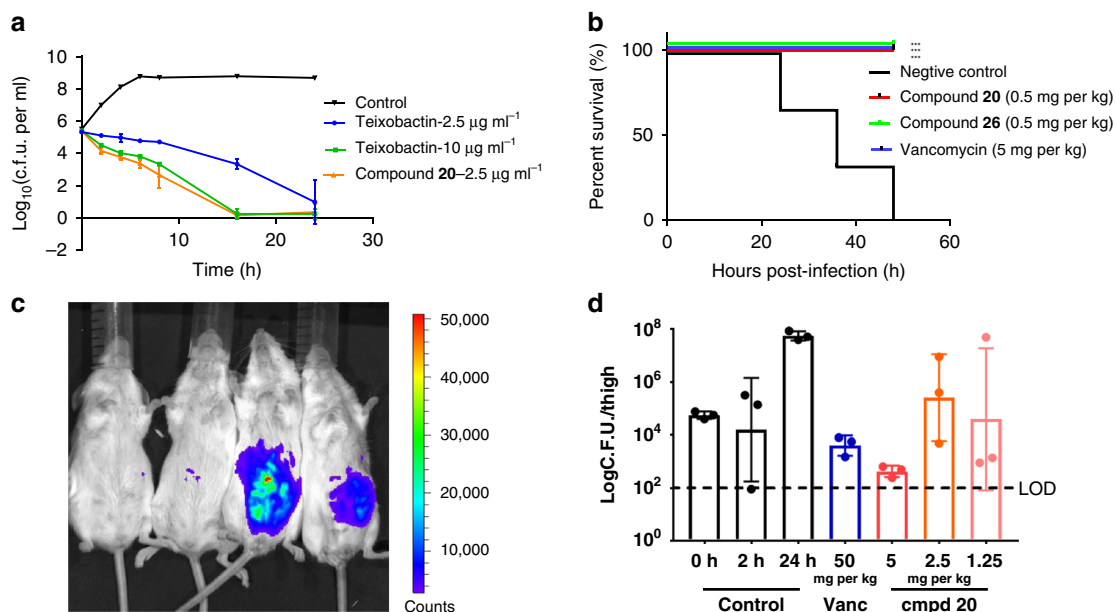 a
Log10(c.f.u. per ml)
10
8
6
4
2
0
–2
10
20
30
Time (h)
Control
Teixobactin-2.5 µg ml−1
Teixobactin-10 µg ml−1
Compound 20–2.5 µg ml−1
b
Percent survival (%)
100
50
0
0
20
40
60
Hours post-infection (h)
***
***
***
Negtive control
Compound 20 (0.5 mg per kg)
Compound 26 (0.5 mg per kg)
Vancomycin (5 mg per kg)
c
50,000
40,000
30,000
20,000
10,000
Counts
d
LogC.F.U./thigh
10^8
10^6
10^4
10^2
10^0
LOD
0 h 2 h 24 h 50 5 2.5 1.25
mg per kg mg per kg
Control Vanc cmpd 20